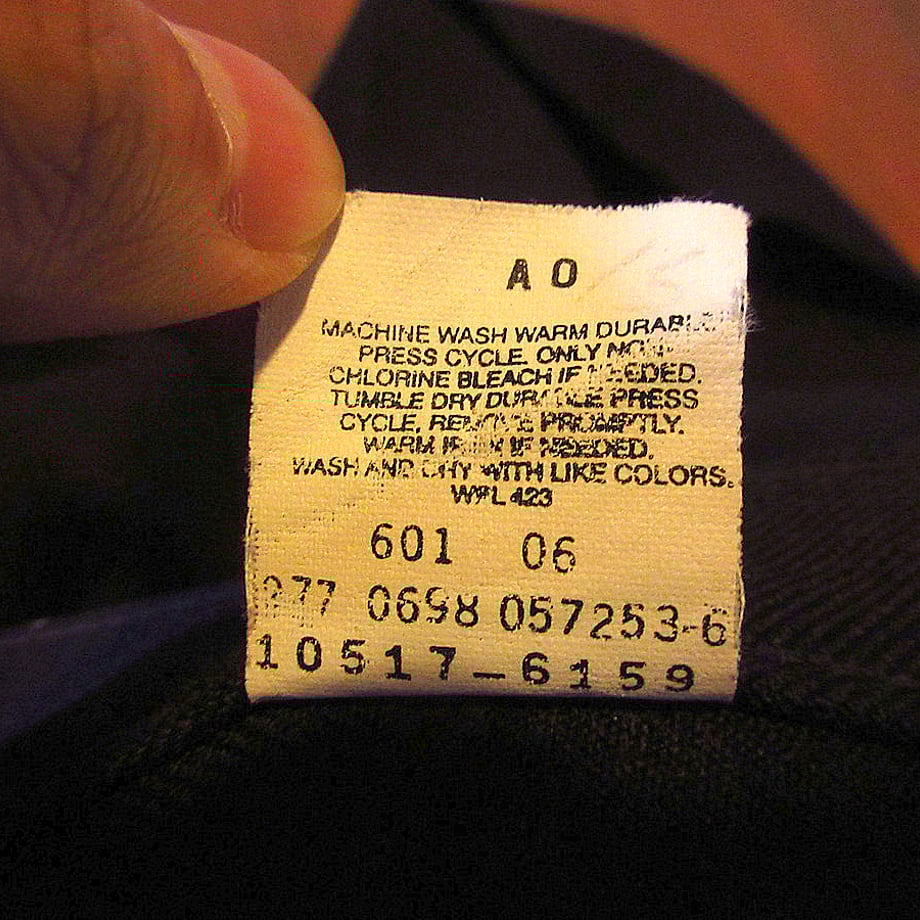 A O
MACHINE WASH WARM DURABLE
PRESS CYCLE. ONLY NON-
CHLORINE BLEACH IF NEEDED.
TUMBLE DRY DURABLE PRESS
CYCLE, REMOVE PROMPTLY.
WARM IRON IF NEEDED.
WASH AND DRY WITH LIKE COLORS.
WPL 423
601 06
0698 057253-6
10517-6159